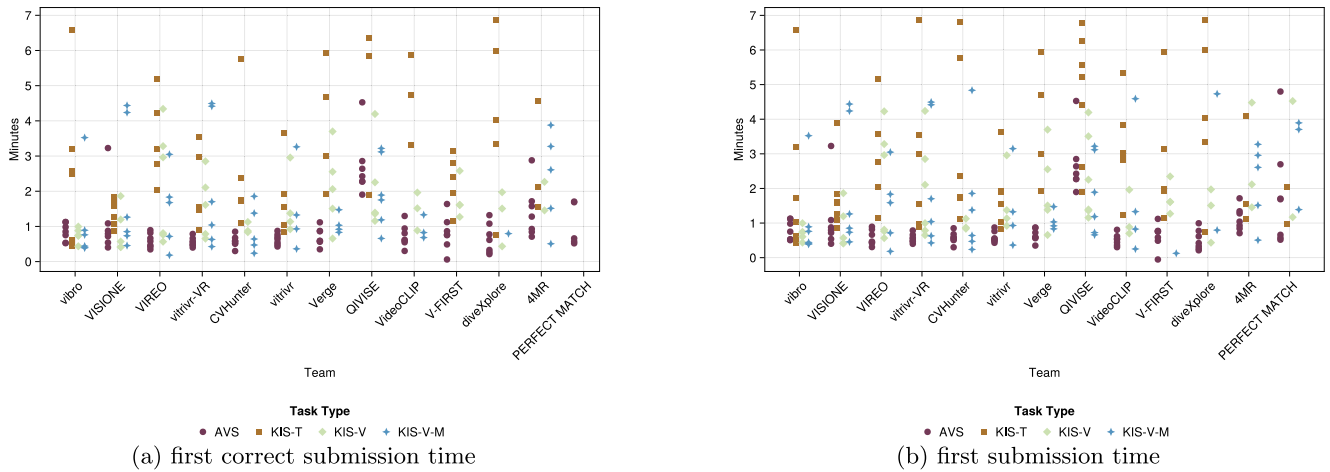 7
6
5
4
3
2
1
0
Minutes
vibro
VISIONE
VIREO
vitrivr-VR
CVHunter
vitrivr
Verge
QIVISE
VideoCLIP
V-FIRST
diveXplore
4MR
PERFECT MATCH
Team
Task Type
AVS KIS-T KIS-V KIS-V-M
(a) first correct submission time
7
6
5
4
3
2
1
0
Minutes
vibro
VISIONE
VIREO
vitrivr-VR
CVHunter
vitrivr
Verge
QIVISE
VideoCLIP
V-FIRST
diveXplore
4MR
PERFECT MATCH
Team
Task Type
AVS KIS-T KIS-V KIS-V-M
(b) first submission time